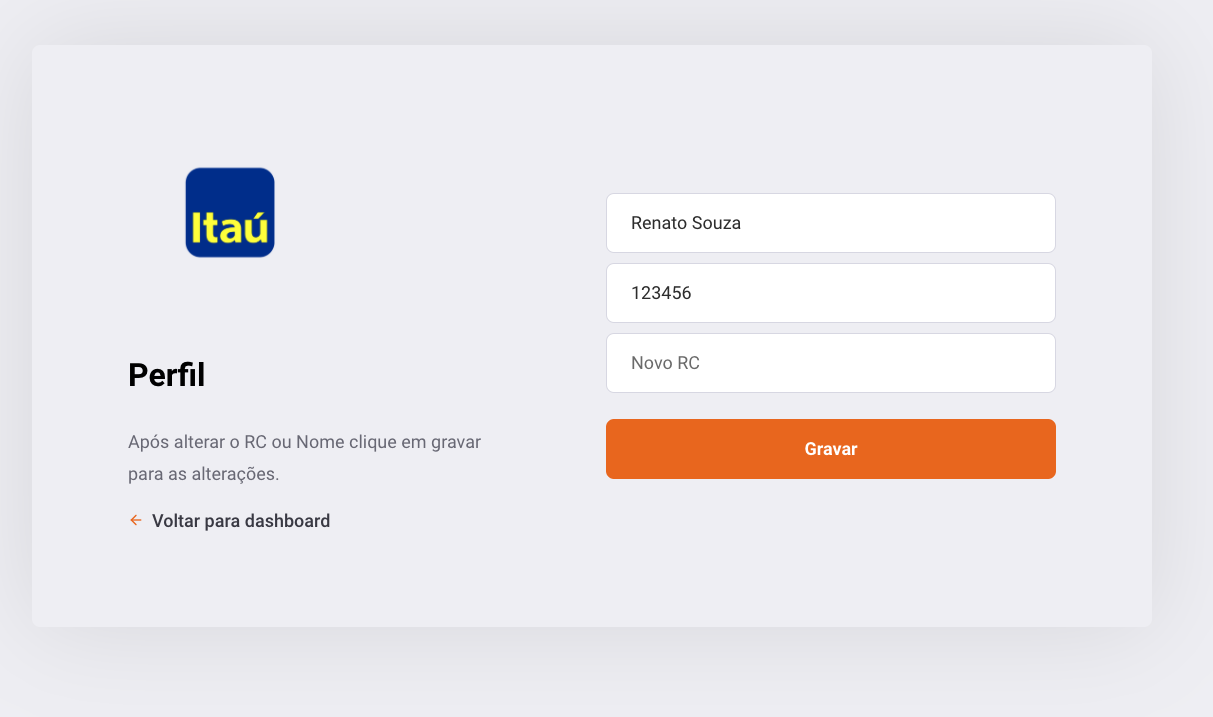 Itaú
Perfil
Após alterar o RC ou Nome clique em gravar
para as alterações.
Voltar para dashboard
Renato Souza
123456
Novo RC
Gravar